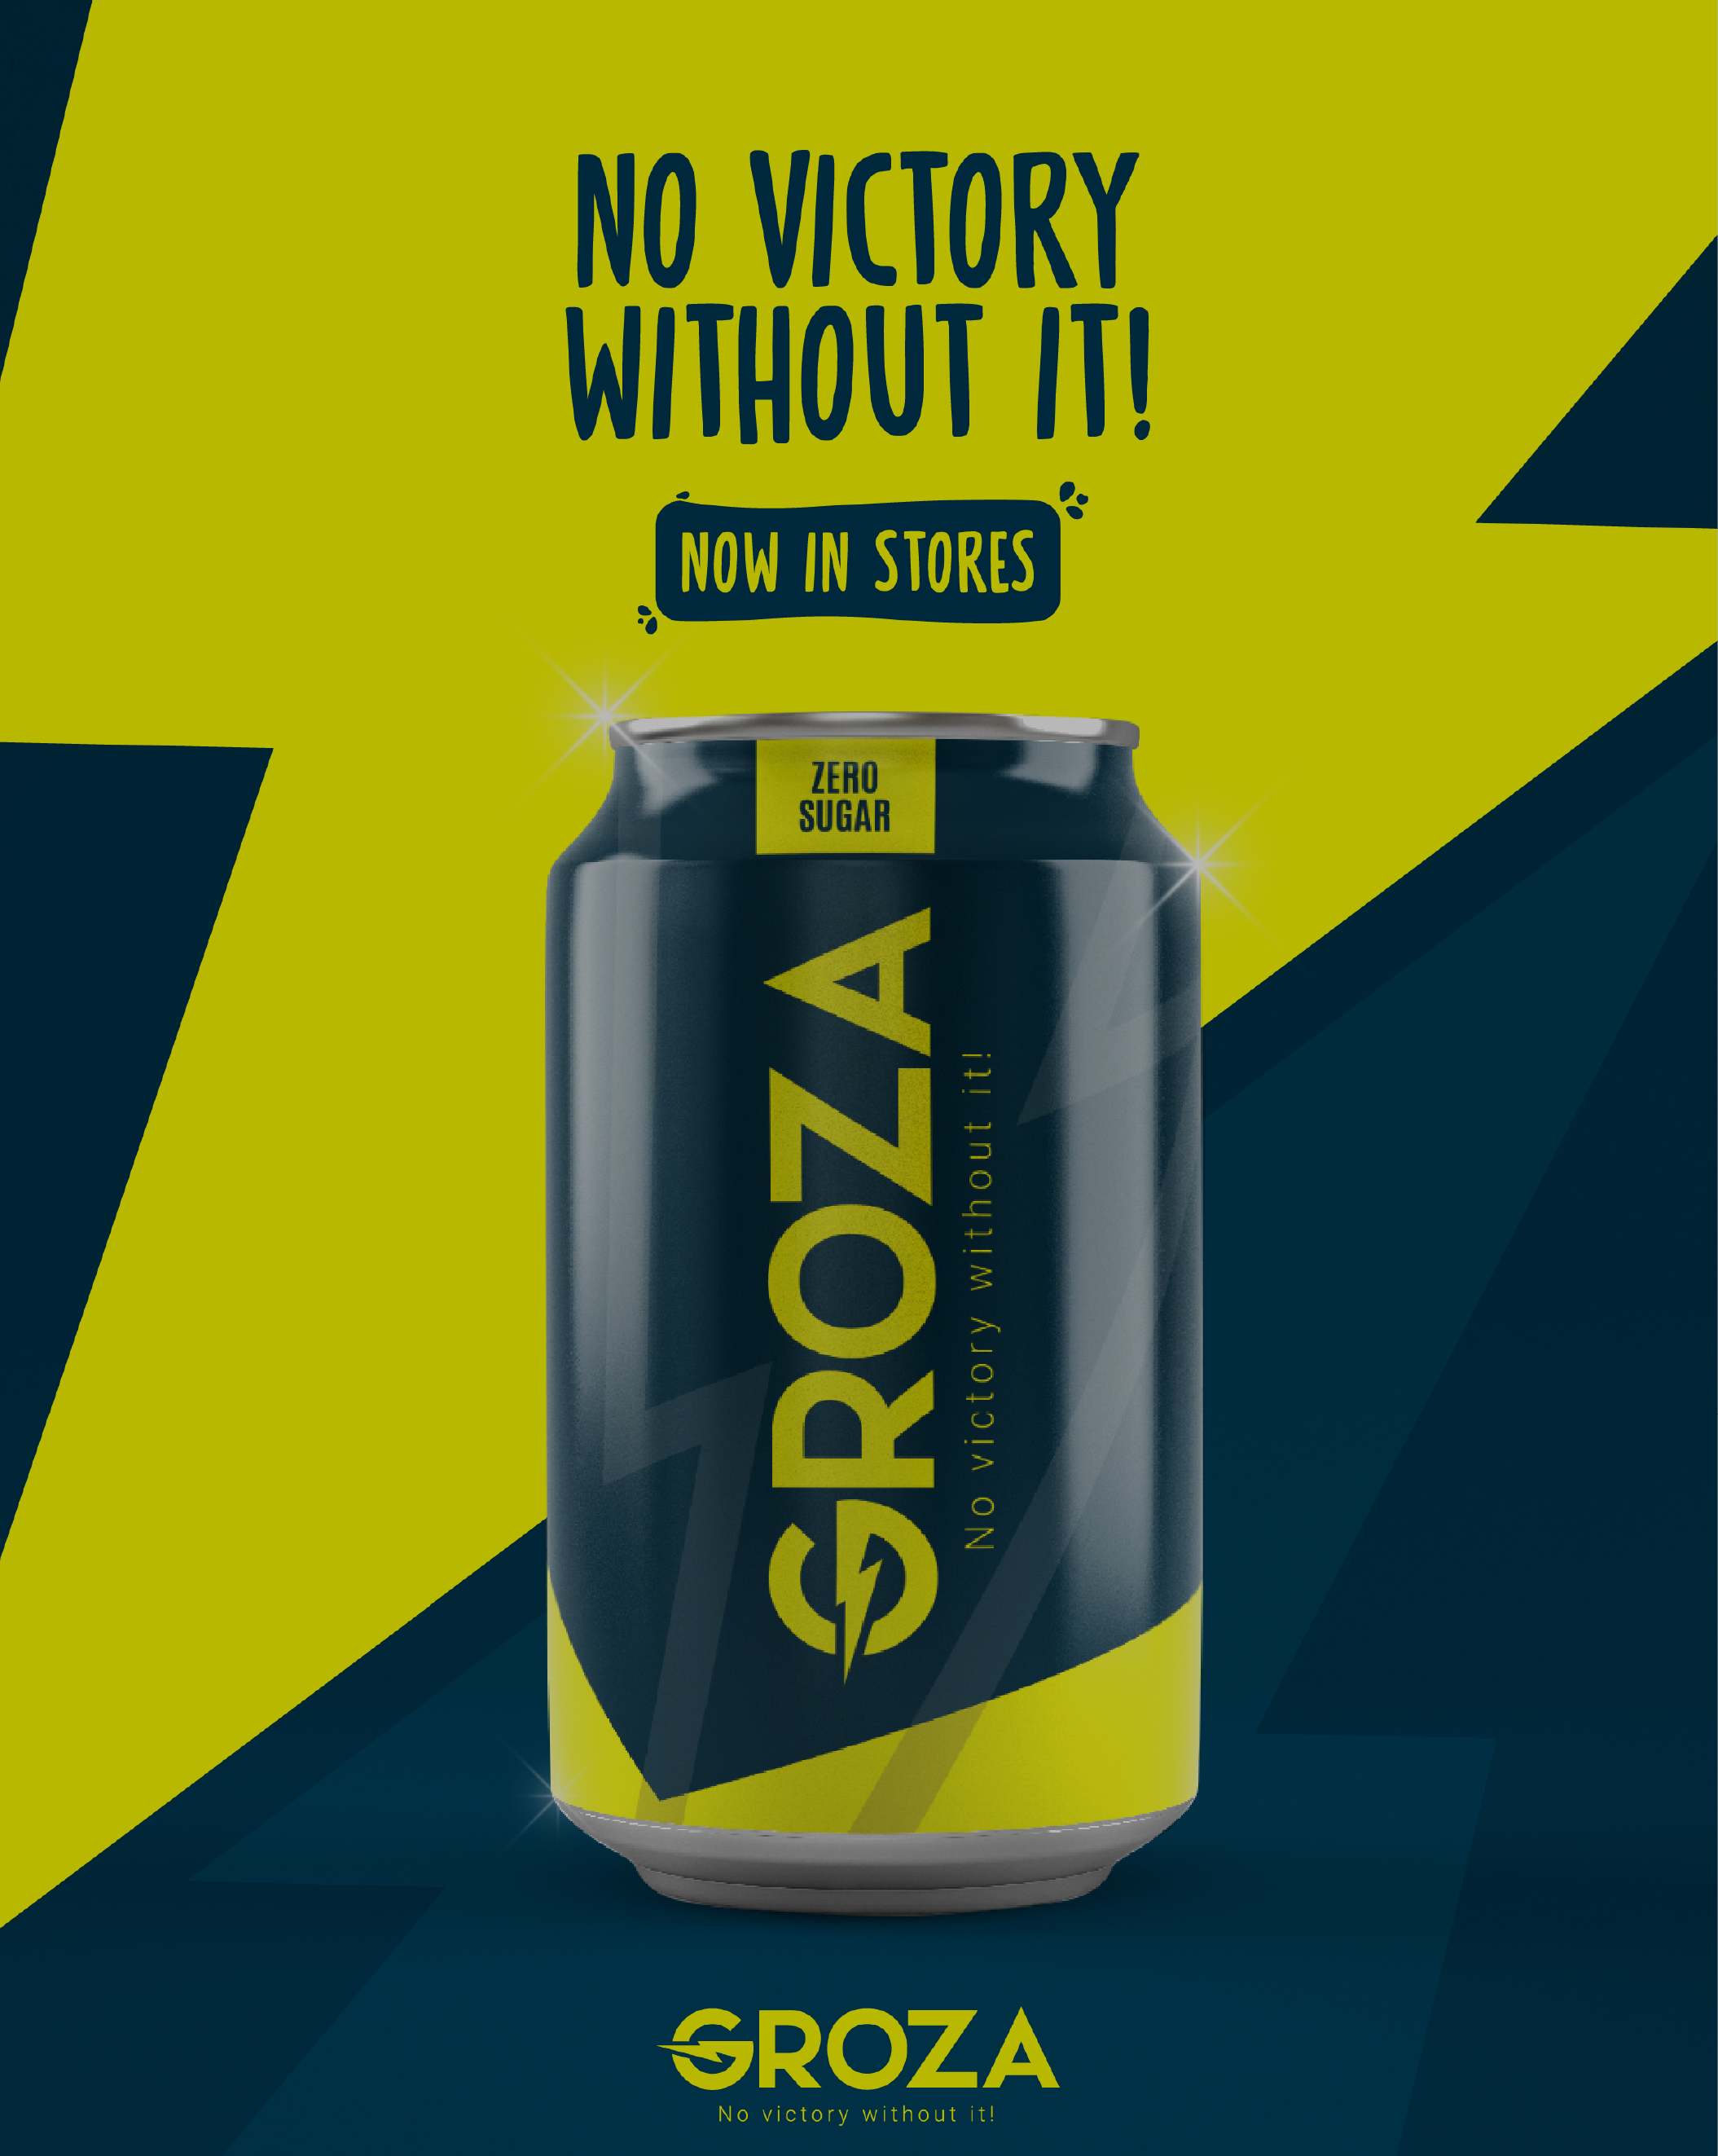 NO VICTORY
WITHOUT IT!
NOW IN STORES
ZERO
SUGAR
GROZA
No victory without it!
GROZA
No victory without it!